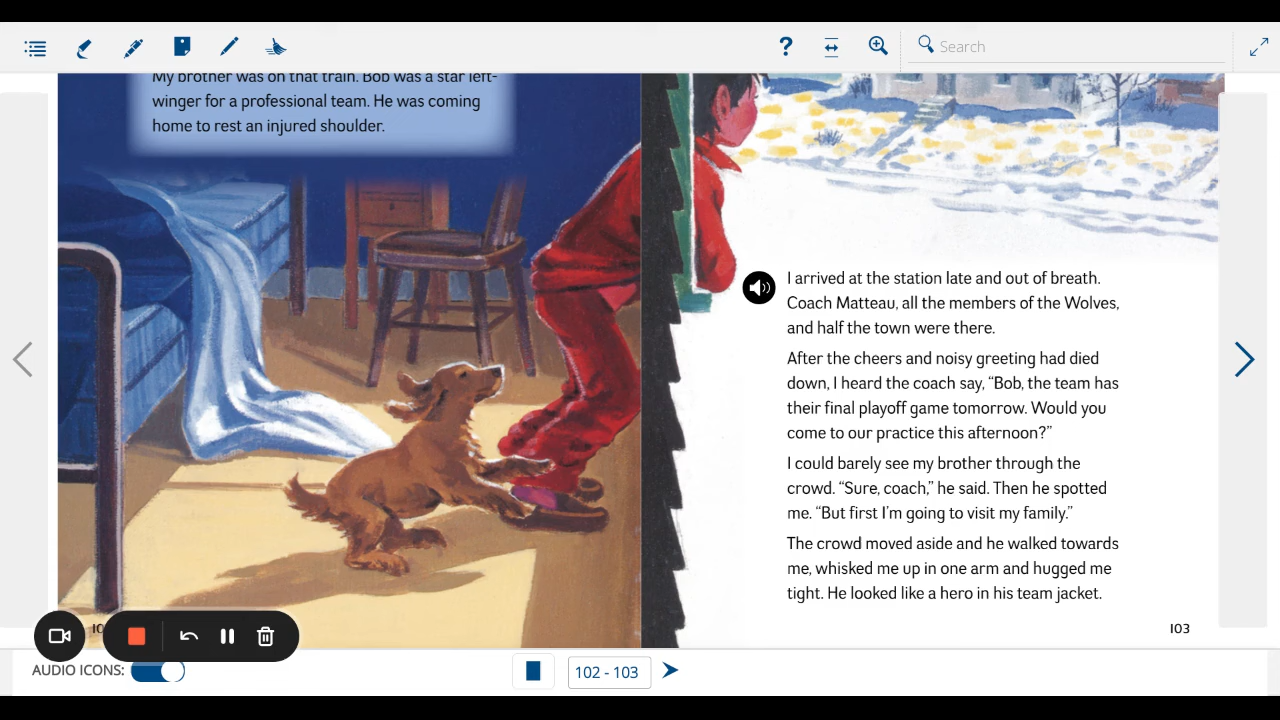 Search
My brother was on that train. Bob was a star left-
winger for a professional team. He was coming
home to rest an injured shoulder.
I arrived at the station late and out of breath.
Coach Matteau, all the members of the Wolves,
and half the town were there.
After the cheers and noisy greeting had died
down, I heard the coach say, “Bob, the team has
their final playoff game tomorrow. Would you
come to our practice this afternoon?”
I could barely see my brother through the
crowd. “Sure, coach,” he said. Then he spotted
me. “But first I’m going to visit my family.”
The crowd moved aside and he walked towards
me, whisked me up in one arm and hugged me
tight. He looked like a hero in his team jacket.
103
AUDIO ICONS:
102 - 103